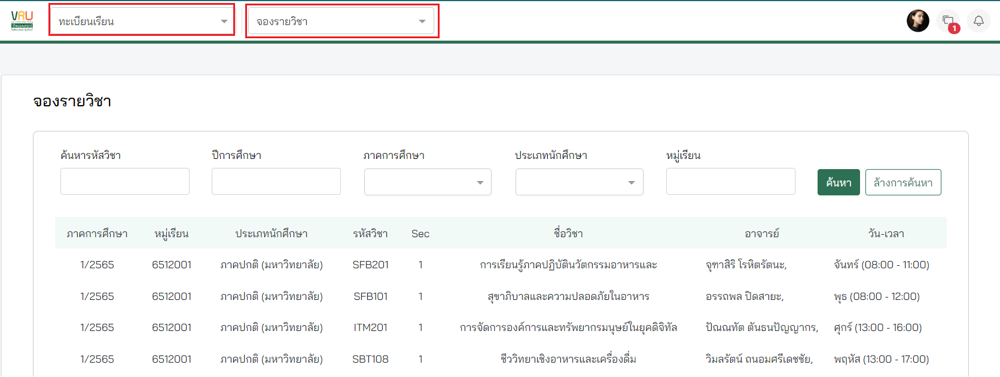 VRU
ทะเบียนเรียน
จองรายวิชา
1
จองรายวิชา
ค้นหารหัสวิชา ปีการศึกษา ภาคการศึกษา ประเภทนักศึกษา หมู่เรียน
ค้นหา ล้างการค้นหา
ภาคการศึกษา หมู่เรียน ประเภทนักศึกษา รหัสวิชา Sec ชื่อวิชา อาจารย์ วัน-เวลา
1/2565 6512001 ภาคปกติ (มหาวิทยาลัย) SFB201 1 การเรียนรู้ภาคปฏิบัตินวัตกรรมอาหารและ จุฑาสิริ โรหิตรัตนะ, จันทร์ (08:00 - 11:00)
1/2565 6512001 ภาคปกติ (มหาวิทยาลัย) SFB101 1 สุขาภิบาลและความปลอดภัยในอาหาร อรรถพล ปิดสายะ, พุธ (08:00 - 12:00)
1/2565 6512001 ภาคปกติ (มหาวิทยาลัย) ITM201 1 การจัดการองค์การและทรัพยากรมนุษย์ในยุคดิจิทัล ปัณณทัต ตันธนปัญญากร, ศุกร์ (13:00 - 16:00)
1/2565 6512001 ภาคปกติ (มหาวิทยาลัย) SBT108 1 ชีววิทยาเชิงอาหารและเครื่องดื่ม วิมลรัตน์ ถนอมศรีเดชชัย, พฤหัส (13:00 - 17:00)